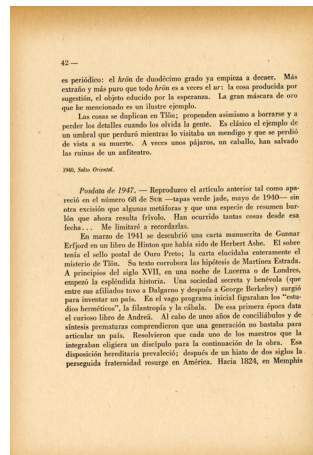 42 —
es periódico: el hrön de duodécimo grado ya empieza a decaer. Más
extraño y más puro que todo hrön es a veces el ur: la cosa producida por
sugestión, el objeto educido por la esperanza. La gran máscara de oro
que he mencionado es un ilustre ejemplo.
Las cosas se duplican en Tlön; propenden asimismo a borrarse y a
perder los detalles cuando los olvida la gente. Es clásico el ejemplo de
un umbral que perduró mientras lo visitaba un mendigo y que se perdió
de vista a su muerte. A veces unos pájaros, un caballo, han salvado
las ruinas de un anfiteatro.
1940, Salto Oriental.
Posdata de 1947. — Reproduzco el artículo anterior tal como apa-
reció en el número 68 de Sur —tapas verde jade, mayo de 1940— sin
otra excisión que algunas metáforas y que una especie de resumen bur-
lón que ahora resulta frívolo. Han ocurrido tantas cosas desde esa
fecha... Me limitaré a recordarlas.
En marzo de 1941 se descubrió una carta manuscrita de Gunnar
Erfjord en un libro de Hinton que había sido de Herbert Ashe. El sobre
tenía el sello postal de Ouro Preto; la carta elucidaba enteramente el
misterio de Tlön. Su texto corrobora las hipótesis de Martínez Estrada.
A principios del siglo XVII, en una noche de Lucerna o de Londres,
empezó la espléndida historia. Una sociedad secreta y benévola (que
entre sus afiliados tuvo a Dalgarno y después a George Berkeley) surgió
para inventar un país. En el vago programa inicial figuraban los "estu-
dios herméticos", la filantropía y la cábala. De esa primera época data
el curioso libro de Andreä. Al cabo de unos años de conciliábulos y de
síntesis prematuras comprendieron que una generación no bastaba para
articular un país. Resolvieron que cada uno de los maestros que la
integraban eligiera un discípulo para la continuación de la obra. Esa
disposición hereditaria prevaleció; después de un hiato de dos siglos la
perseguida fraternidad resurge en América. Hacia 1824, en Memphis